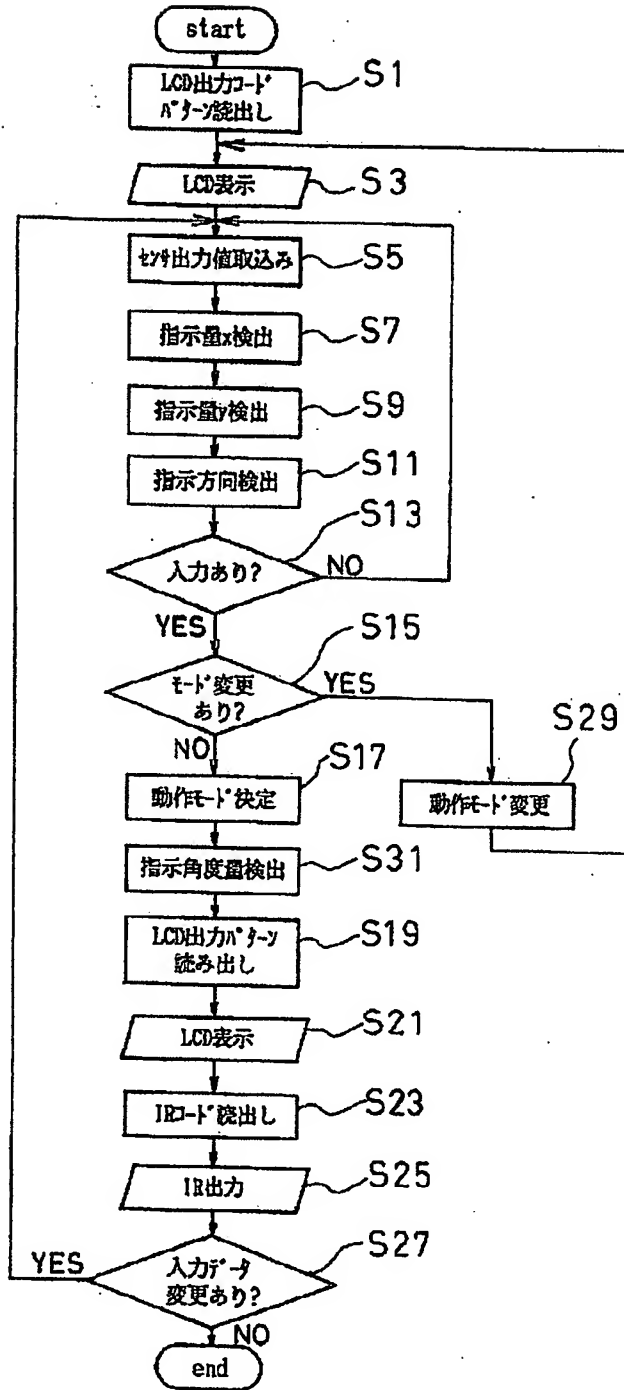 start
LCD出力コード
パターン読出し
S1
LCD表示
S3
センサ出力値取込み
S5
指示量x検出
S7
指示量y検出
S9
指示方向検出
S11
入力あり?
S13
NO
YES
モード変更
あり?
S15
YES
NO
動作モード決定
S17
動作モード変更
S29
指示角度量検出
S31
LCD出力パターン
読み出し
S19
LCD表示
S21
IRコード読出し
S23
IR出力
S25
入力データ
変更あり?
S27
YES
NO
end